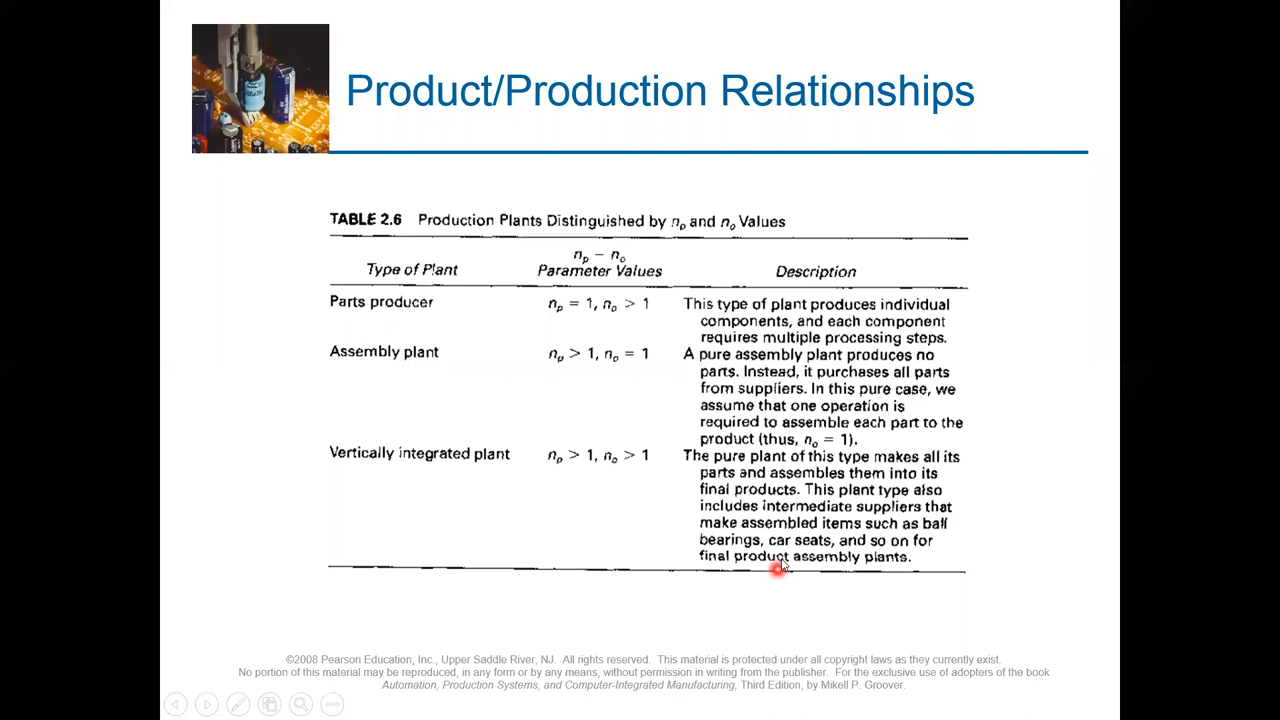 Product/Production Relationships
TABLE 2.6 Production Plants Distinguished by nₚ and nₒ Values
Type of Plant
nₚ – nₒ
Parameter Values
Description
Parts producer
nₚ = 1, nₒ > 1
This type of plant produces individual
components, and each component
requires multiple processing steps.
Assembly plant
nₚ > 1, nₒ = 1
A pure assembly plant produces no
parts. Instead, it purchases all parts
from suppliers. In this pure case, we
assume that one operation is
required to assemble each part to the
product (thus, nₒ = 1).
Vertically integrated plant
nₚ > 1, nₒ > 1
The pure plant of this type makes all its
parts and assembles them into its
final products. This plant type also
includes intermediate suppliers that
make assembled items such as ball
bearings, car seats, and so on for
final product assembly plants.
©2008 Pearson Education, Inc., Upper Saddle River, NJ. All rights reserved. This material is protected under all copyright laws as they currently exist.
No portion of this material may be reproduced, in any form or by any means, without permission in writing from the publisher. For the exclusive use of adopters of the book
Automation, Production Systems, and Computer-Integrated Manufacturing, Third Edition, by Mikell P. Groover.